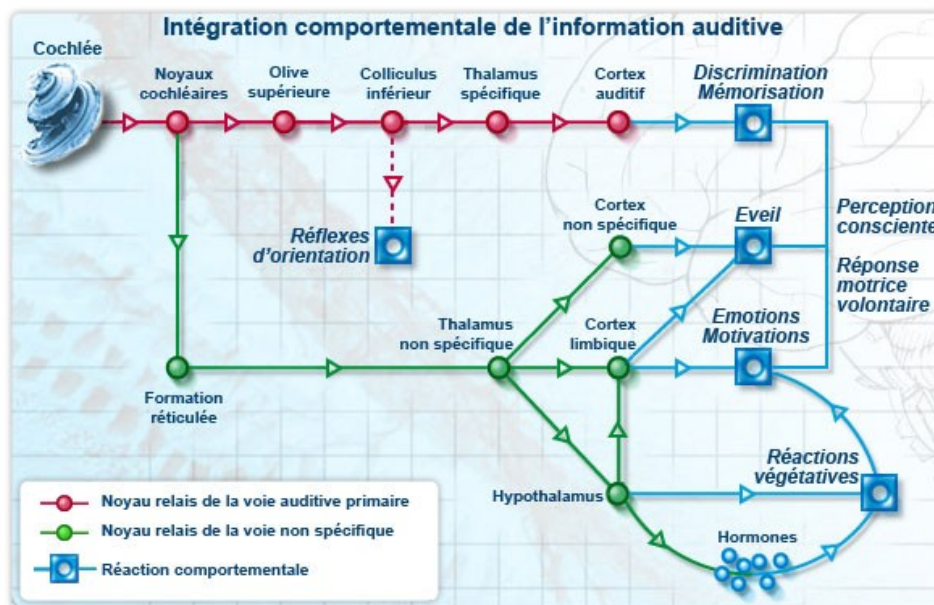 Intégration comportementale de l'information auditive
Cochlée
Noyaux
cochléaires
Olive
supérieure
Colliculus
inférieur
Thalamus
spécifique
Cortex
auditif
Discrimination
Mémorisation
Réflexes
d'orientation
Cortex
non spécifique
Eveil
Perception
consciente
Réponse
motrice
volontaire
Thalamus
non spécifique
Cortex
limbique
Emotions
Motivations
Formation
réticulée
Hypothalamus
Réactions
végétatives
Hormones
Noyau relais de la voie auditive primaire
Noyau relais de la voie non spécifique
Réaction comportementale